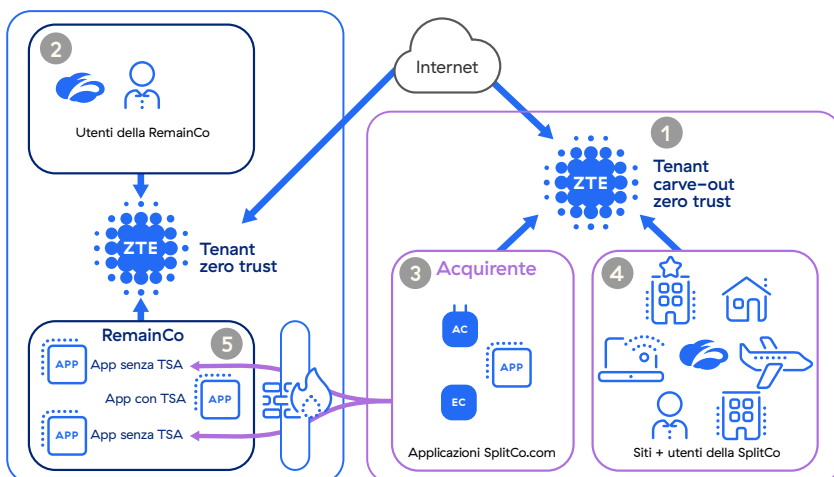 2
Utenti della RemainCo
Internet
1
ZTE
Tenant
carve-out
zero trust
ZTE
Tenant
zero trust
3
Acquirente
AC
APP
EC
Applicazioni SplitCo.com
4
Siti + utenti della SplitCo
RemainCo
5
APP
App senza TSA
App con TSA
APP
APP
App senza TSA